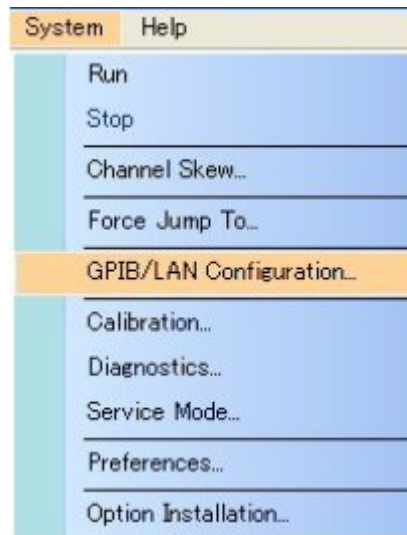 System Help
Run
Stop
Channel Skew...
Force Jump To...
GPIB/LAN Configuration...
Calibration...
Diagnostics...
Service Mode...
Preferences...
Option Installation...